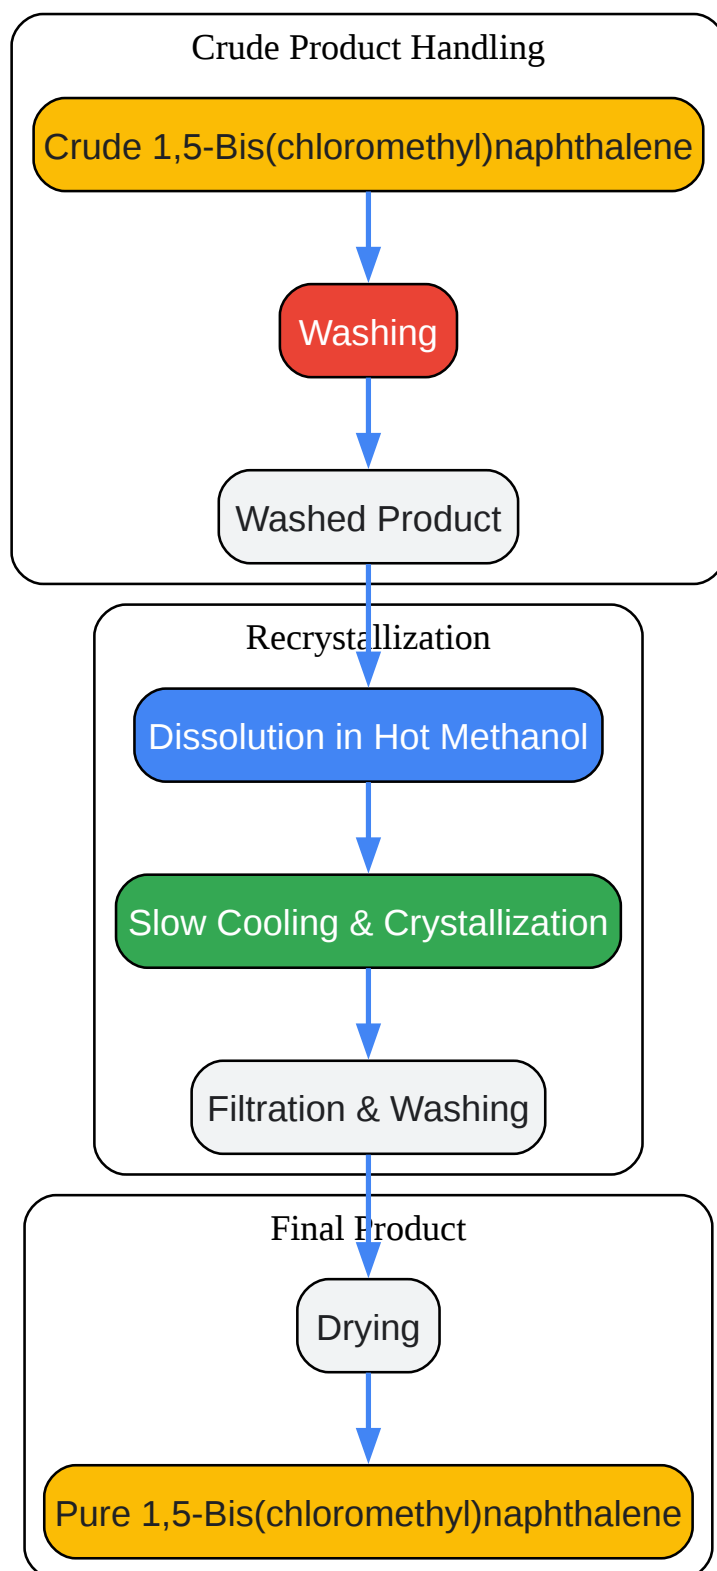 Crude Product Handling
Crude 1,5-Bis(chloromethyl)naphthalene
Washing
Washed Product
Recrystallization
Dissolution in Hot Methanol
Slow Cooling & Crystallization
Filtration & Washing
Final Product
Drying
Pure 1,5-Bis(chloromethyl)naphthalene